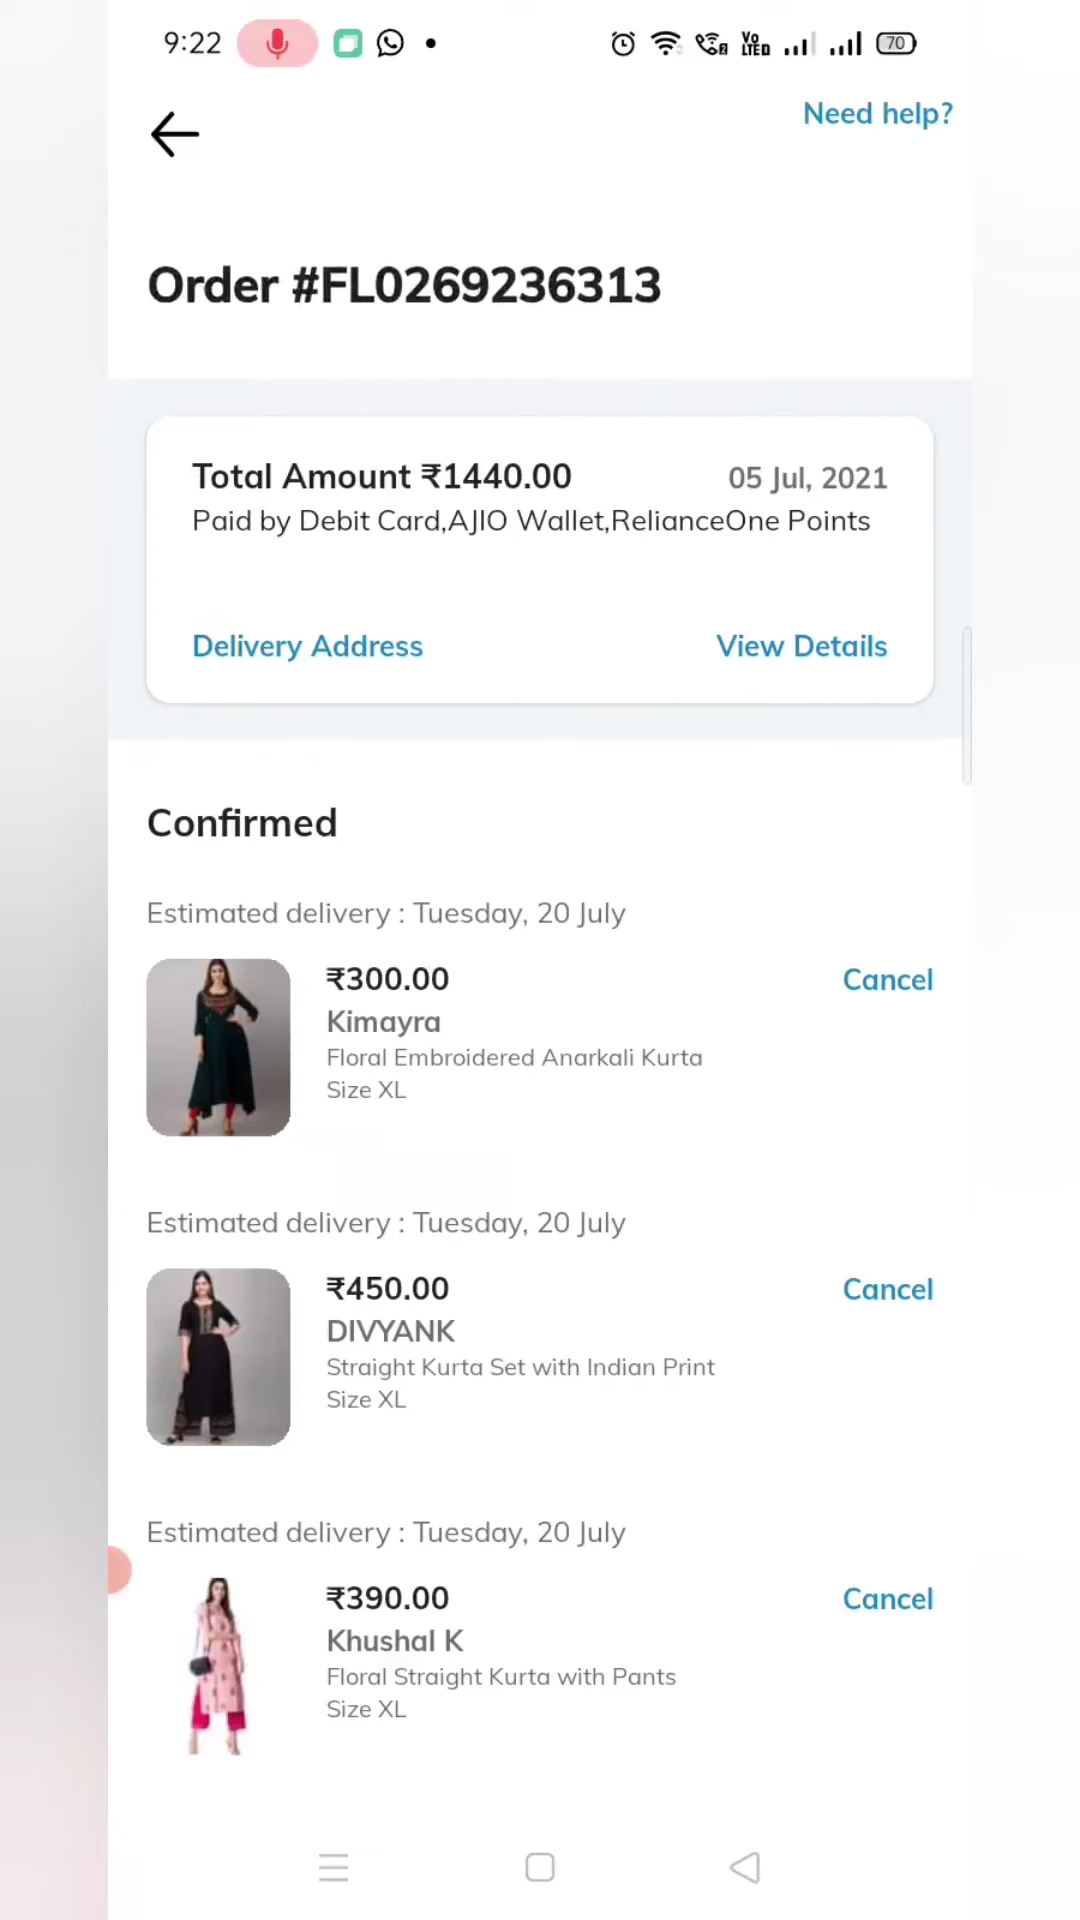 9:22
Vo
LTED
70
Need help?
Order #FL0269236313
Total Amount ₹1440.00
05 Jul, 2021
Paid by Debit Card,AJIO Wallet,RelianceOne Points
Delivery Address
View Details
Confirmed
Estimated delivery : Tuesday, 20 July
₹300.00
Cancel
Kimayra
Floral Embroidered Anarkali Kurta
Size XL
Estimated delivery : Tuesday, 20 July
₹450.00
Cancel
DIVYANK
Straight Kurta Set with Indian Print
Size XL
Estimated delivery : Tuesday, 20 July
₹390.00
Cancel
Khushal K
Floral Straight Kurta with Pants
Size XL